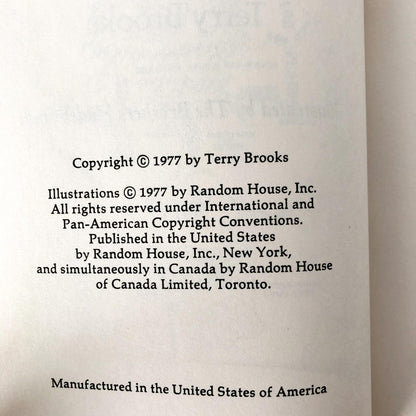 Copyright © 1977 by Terry Brooks
Illustrations © 1977 by Random House, Inc.
All rights reserved under International and
Pan-American Copyright Conventions.
Published in the United States
by Random House, Inc., New York,
and simultaneously in Canada by Random House
of Canada Limited, Toronto.
Manufactured in the United States of America